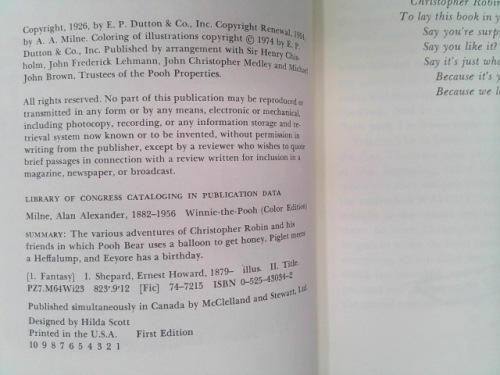 Copyright, 1926, by E. P. Dutton & Co., Inc. Copyright Renewal, 1954,
by A. A. Milne. Coloring of illustrations copyright © 1974 by E. P.
Dutton & Co., Inc. Published by arrangement with Sir Henry Chis-
holm, John Frederick Lehmann, John Christopher Medley and Michael
John Brown, Trustees of the Pooh Properties.
All rights reserved. No part of this publication may be reproduced or
transmitted in any form or by any means, electronic or mechanical,
including photocopy, recording, or any information storage and re-
trieval system now known or to be invented, without permission in
writing from the publisher, except by a reviewer who wishes to quote
brief passages in connection with a review written for inclusion in a
magazine, newspaper, or broadcast.
LIBRARY OF CONGRESS CATALOGING IN PUBLICATION DATA
Milne, Alan Alexander, 1882–1956 Winnie-the-Pooh (Color Edition)
SUMMARY: The various adventures of Christopher Robin and his
friends in which Pooh Bear uses a balloon to get honey, Piglet meets
a Heffalump, and Eeyore has a birthday.
[1. Fantasy] I. Shepard, Ernest Howard, 1879– illus. II. Title.
PZ7.M64Wi23 823'.9'12 [Fic] 74–7215 ISBN 0-525-43034-2
Published simultaneously in Canada by McClelland and Stewart, Ltd.
Designed by Hilda Scott
Printed in the U.S.A. First Edition
10 9 8 7 6 5 4 3 2 1
Christopher Robin
To lay this book in y
Say you're surp
Say you like it?
Say it's just wha
Because it's y
Because we lo